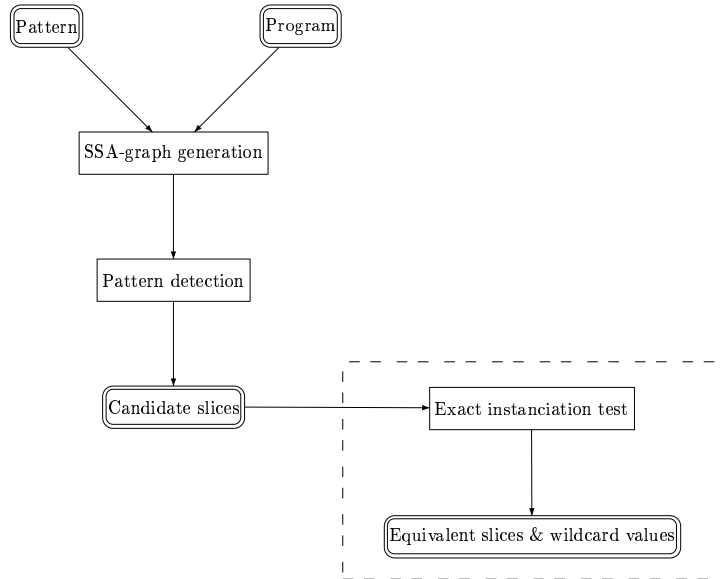 Pattern
Program
SSA-graph generation
Pattern detection
Candidate slices
Exact instanciation test
Equivalent slices & wildcard values